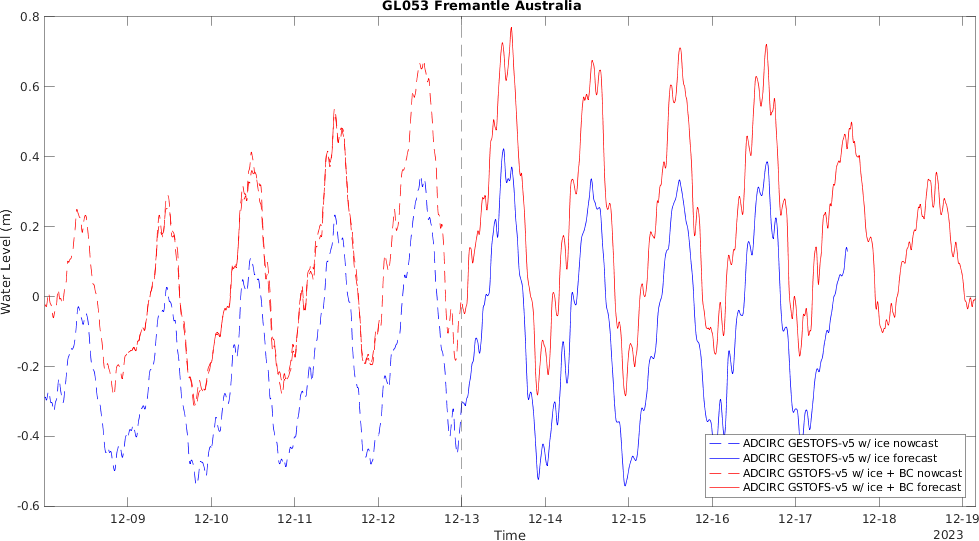 GL053 Fremantle Australia
0.8
0.6
0.4
0.2
0
-0.2
-0.4
-0.6
Water Level (m)
ADCIRC GESTOFS-v5 w/ ice nowcast
ADCIRC GESTOFS-v5 w/ ice forecast
ADCIRC GSTOFS-v5 w/ ice + BC nowcast
ADCIRC GSTOFS-v5 w/ ice + BC forecast
12-09 12-10 12-11 12-12 12-13 12-14 12-15 12-16 12-17 12-18 12-19
Time
2023